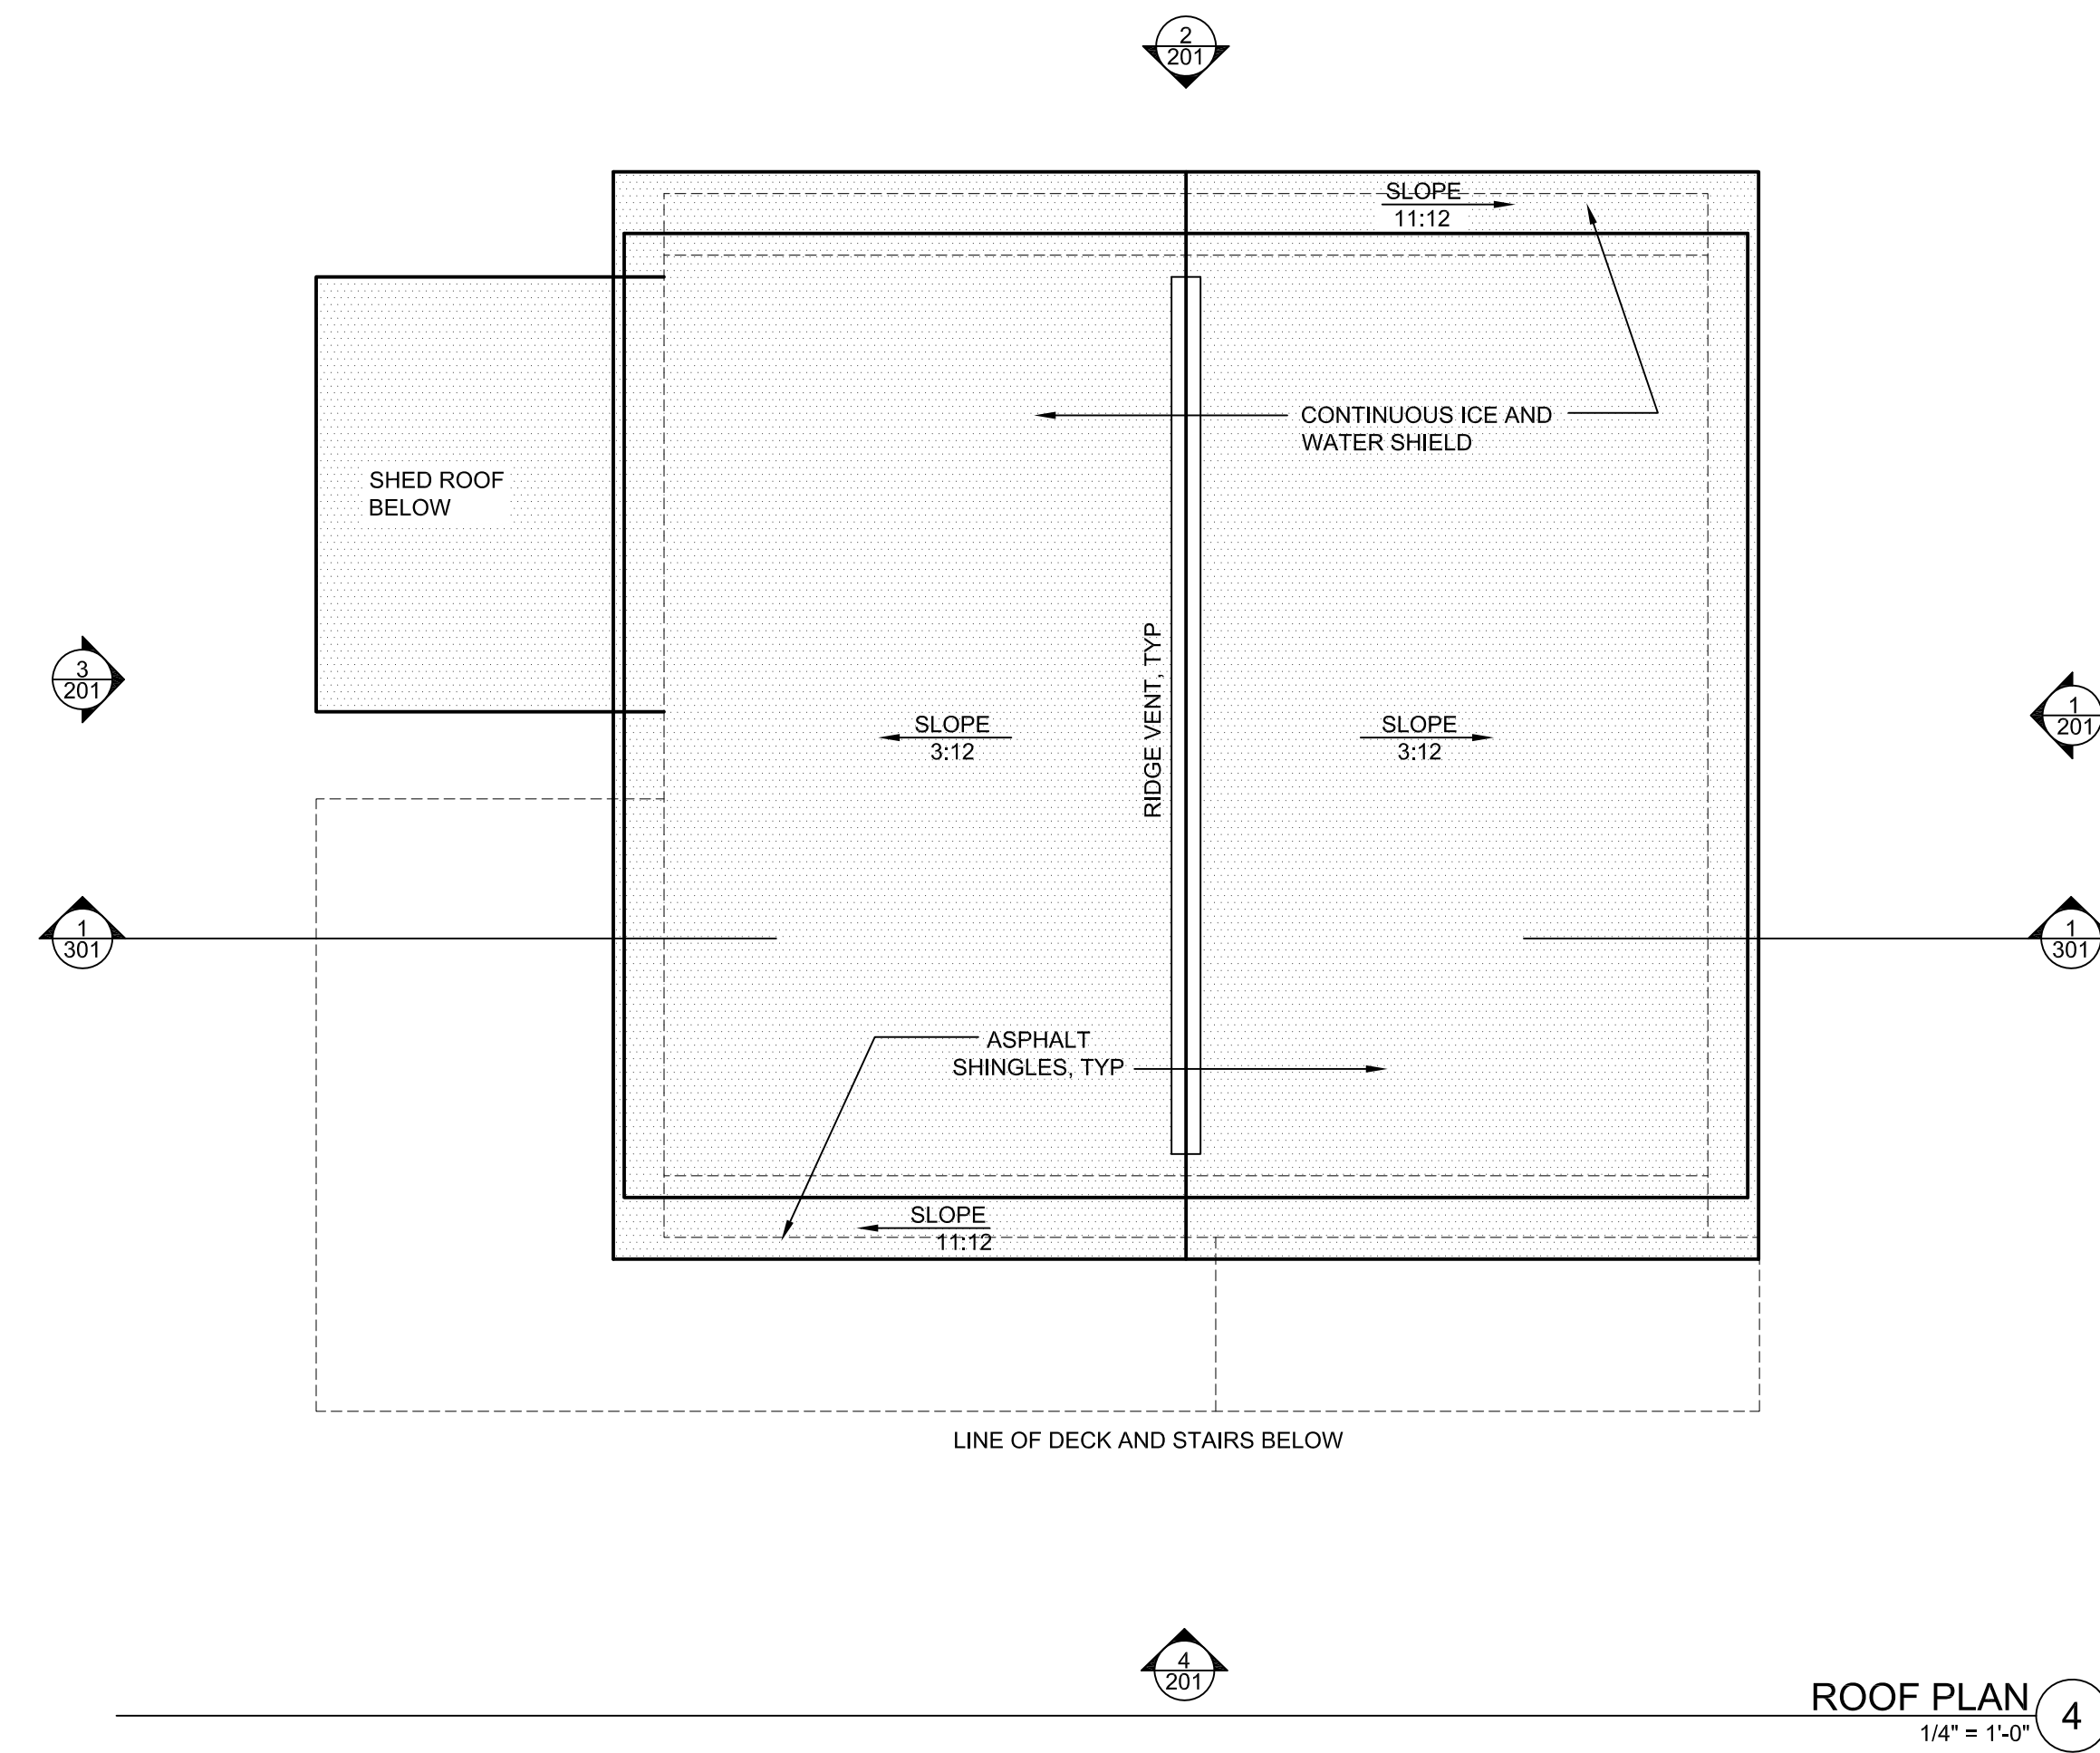 2
201
SLOPE
11:12
CONTINUOUS ICE AND
WATER SHIELD
SHED ROOF
BELOW
RIDGE VENT, TYP
3
201
1
201
SLOPE
3:12
SLOPE
3:12
1
301
1
301
ASPHALT
SHINGLES, TYP
SLOPE
11:12
LINE OF DECK AND STAIRS BELOW
4
201
ROOF PLAN
1/4" = 1'-0"
4